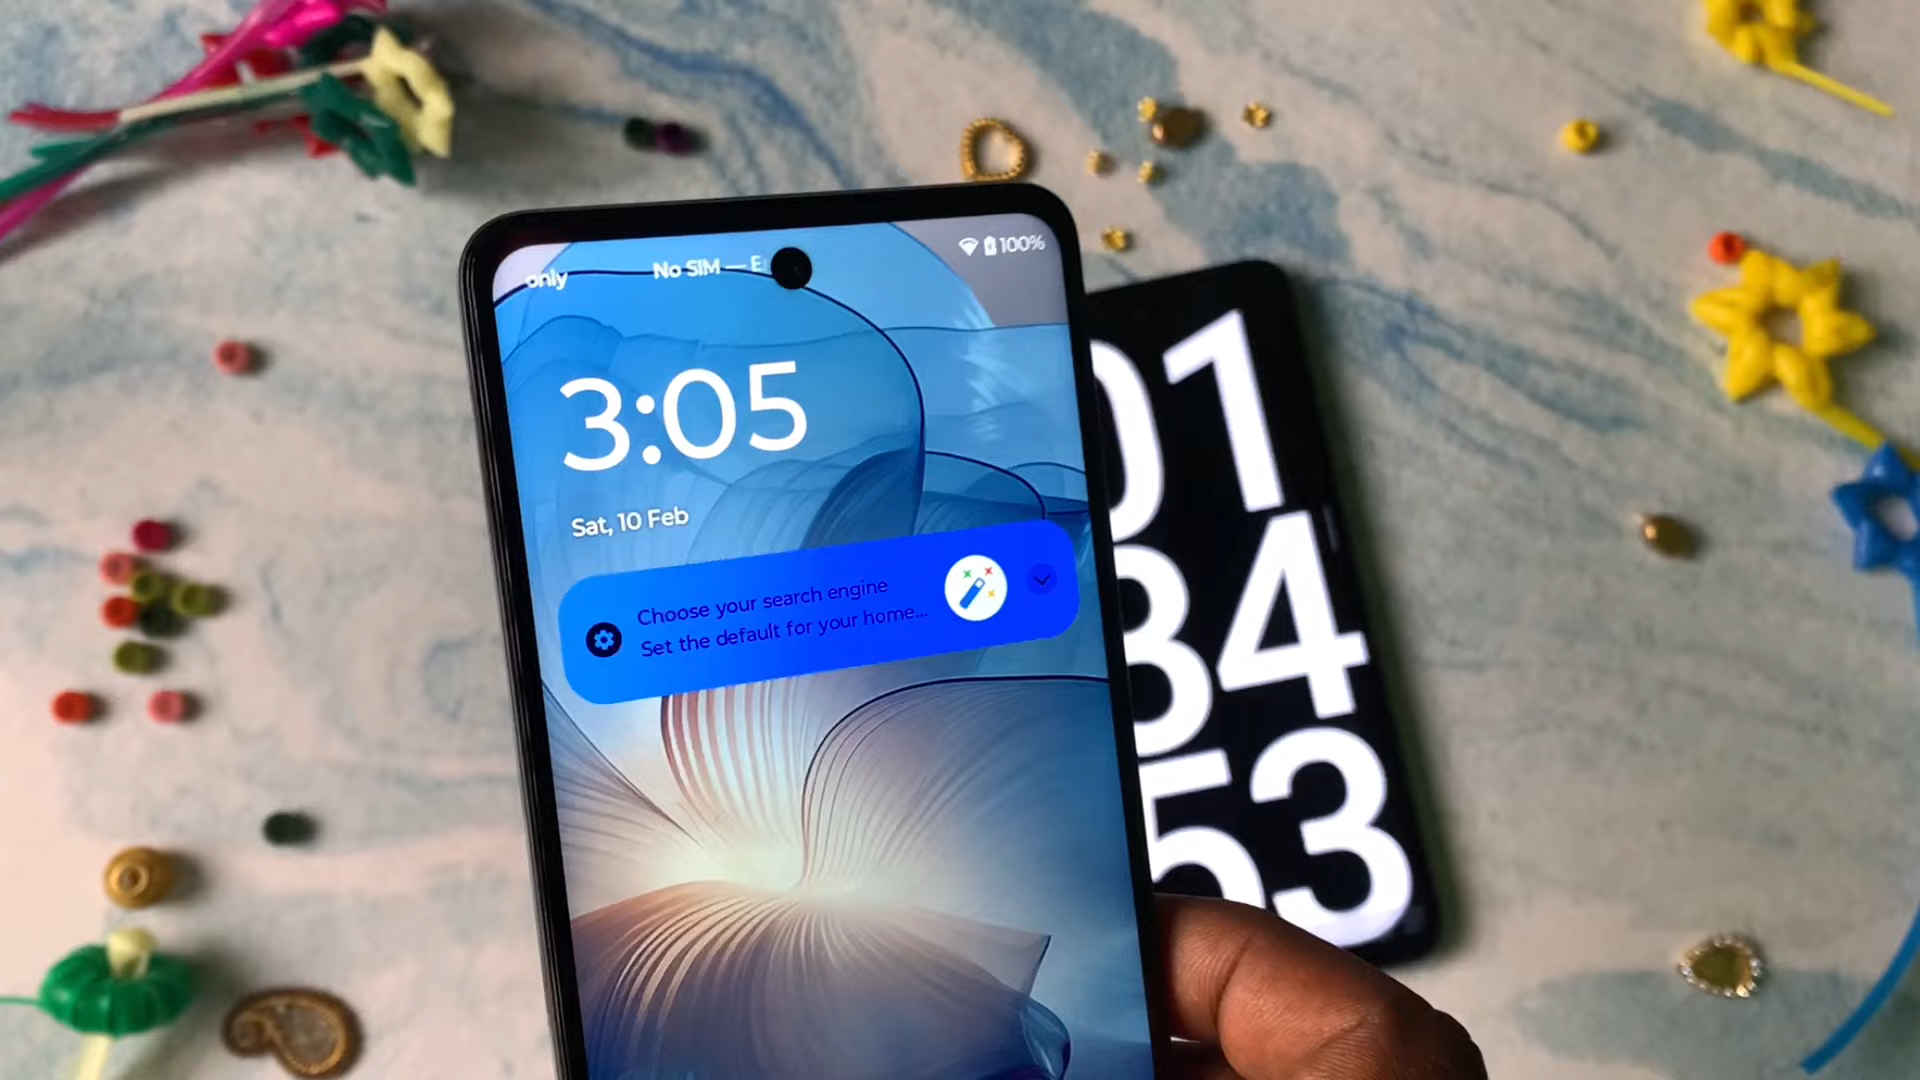 only No SIM — E 100%
3:05
Sat, 10 Feb
Choose your search engine
Set the default for your home...
01
34
53